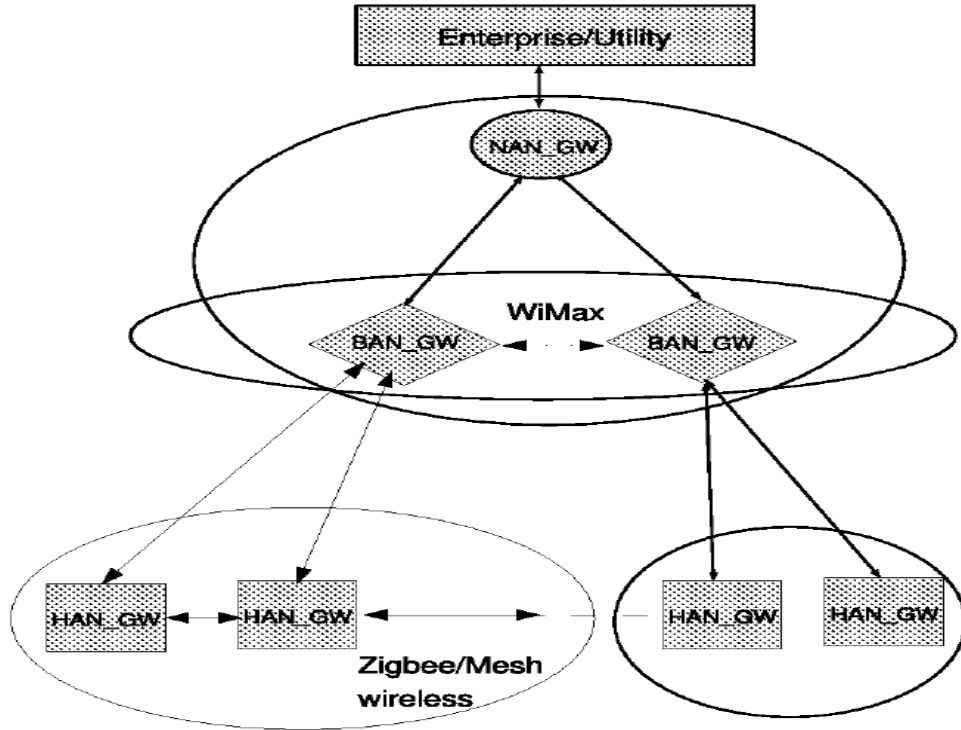 Enterprise/Utility
NAN_GW
WiMax
BAN_GW
BAN_GW
HAN_GW
HAN_GW
HAN_GW
HAN_GW
Zigbee/Mesh
wireless